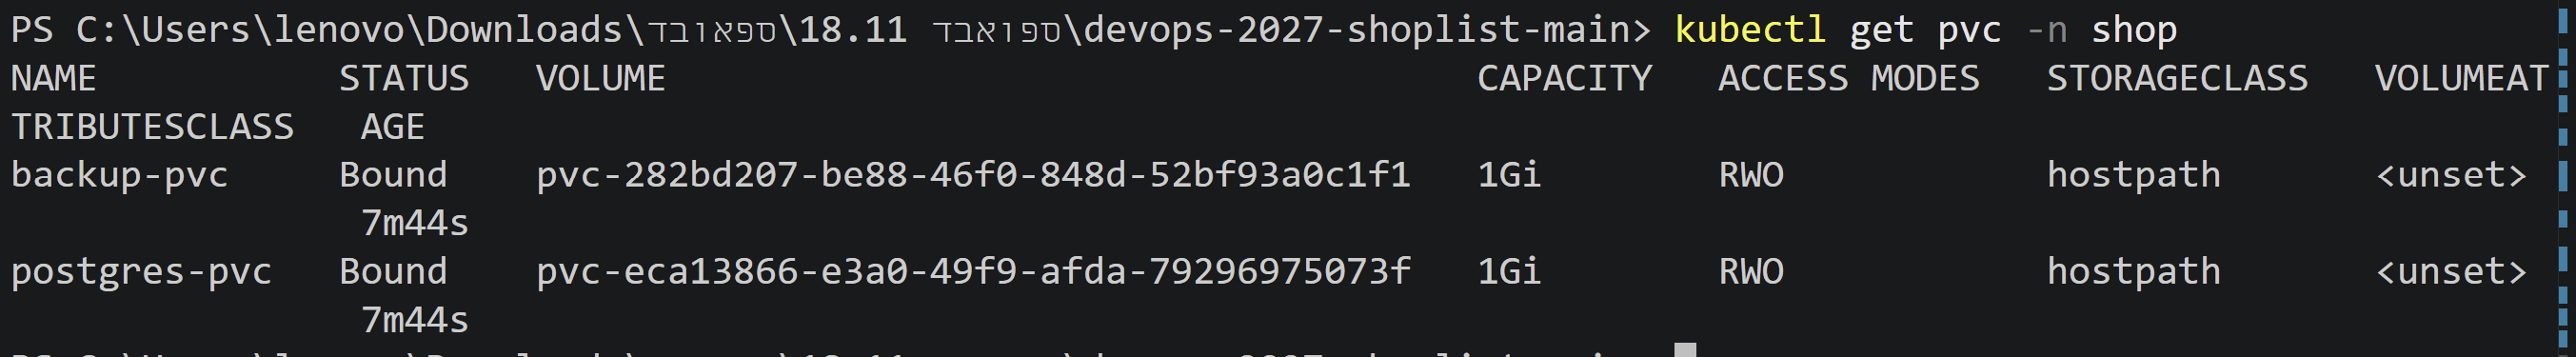 PS C:\Users\lenovo\Downloads\ספאובד\18.11 ספואבד\devops-2027-shoplist-main> kubectl get pvc -n shop
NAME STATUS VOLUME CAPACITY ACCESS MODES STORAGECLASS VOLUMEAT
TRIBUTESCLASS AGE
backup-pvc Bound pvc-282bd207-be88-46f0-848d-52bf93a0c1f1 1Gi RWO hostpath <unset>
7m44s
postgres-pvc Bound pvc-eca13866-e3a0-49f9-afda-79296975073f 1Gi RWO hostpath <unset>
7m44s